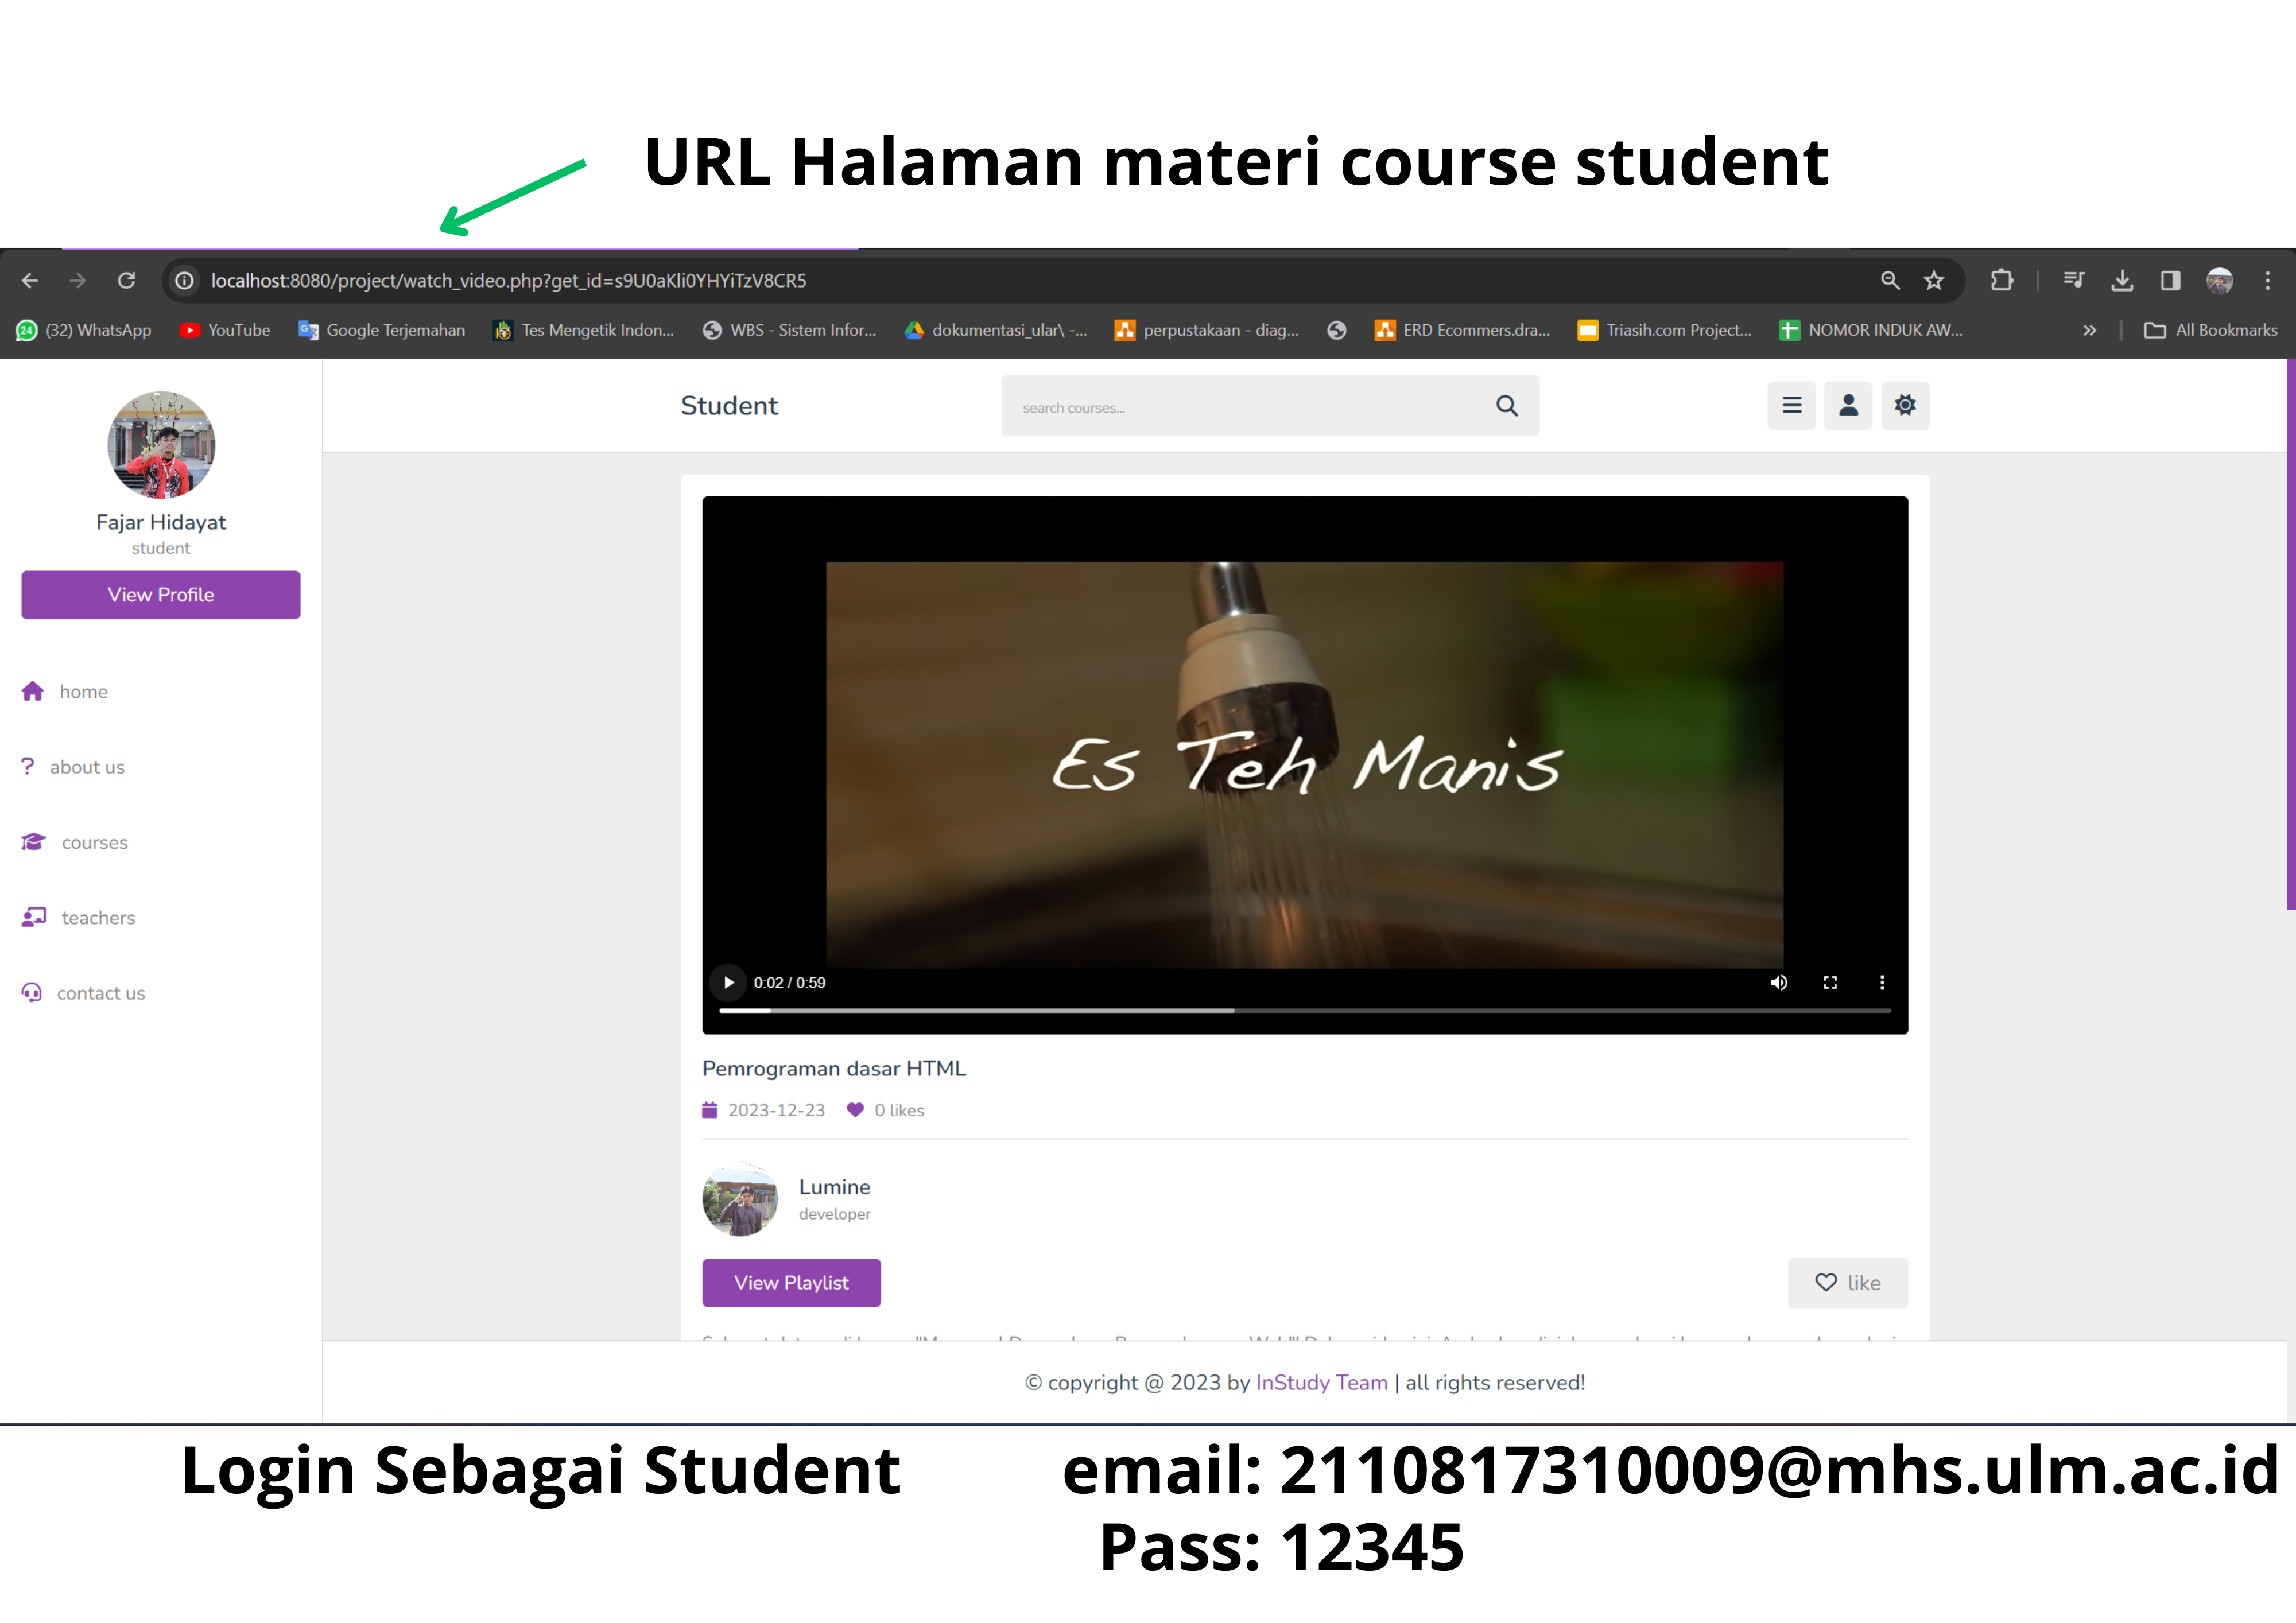 URL Halaman materi course student
localhost:8080/project/watch_video.php?get_id=s9U0aKli0YHYiTzV8CR5
24 (32) WhatsApp YouTube Google Terjemahan Tes Mengetik Indon... WBS - Sistem Infor... dokumentasi_ular\ -... perpustakaan - diag... ERD Ecommers.dra... Triasih.com Project... NOMOR INDUK AW... » All Bookmarks
Student
search courses...
Fajar Hidayat
student
View Profile
home
about us
courses
teachers
contact us
Es Teh Manis
0:02 / 0:59
Pemrograman dasar HTML
2023-12-23 0 likes
Lumine
developer
View Playlist
like
© copyright @ 2023 by InStudy Team | all rights reserved!
Login Sebagai Student
email: 2110817310009@mhs.ulm.ac.id
Pass: 12345